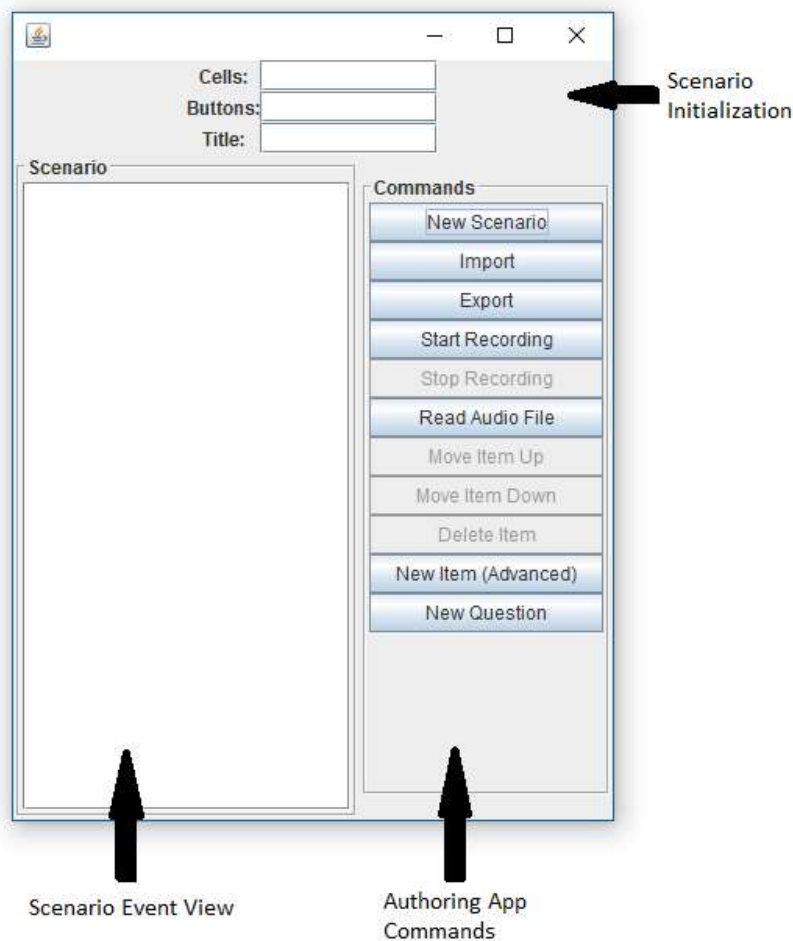 Cells:
Buttons:
Title:
Scenario
Initialization
Scenario
Commands
New Scenario
Import
Export
Start Recording
Stop Recording
Read Audio File
Move Item Up
Move Item Down
Delete Item
New Item (Advanced)
New Question
Scenario Event View
Authoring App
Commands